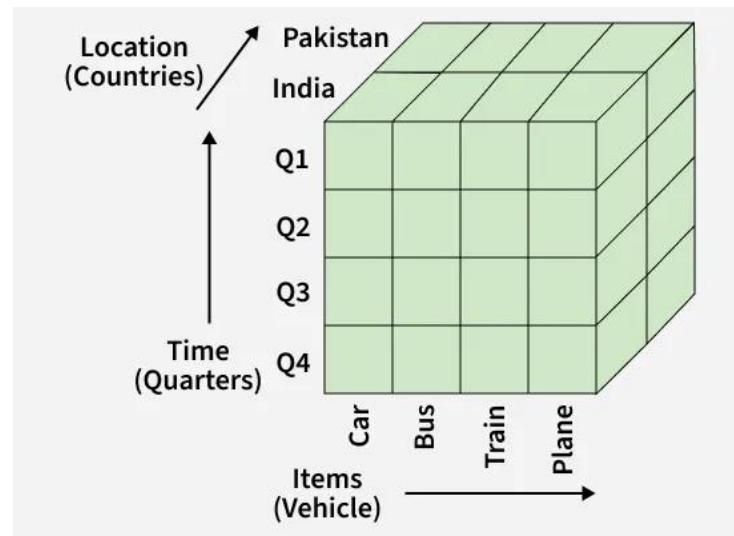 Location
(Countries)
Pakistan
India
Q1
Q2
Q3
Q4
Time
(Quarters)
Car
Bus
Train
Plane
Items
(Vehicle)